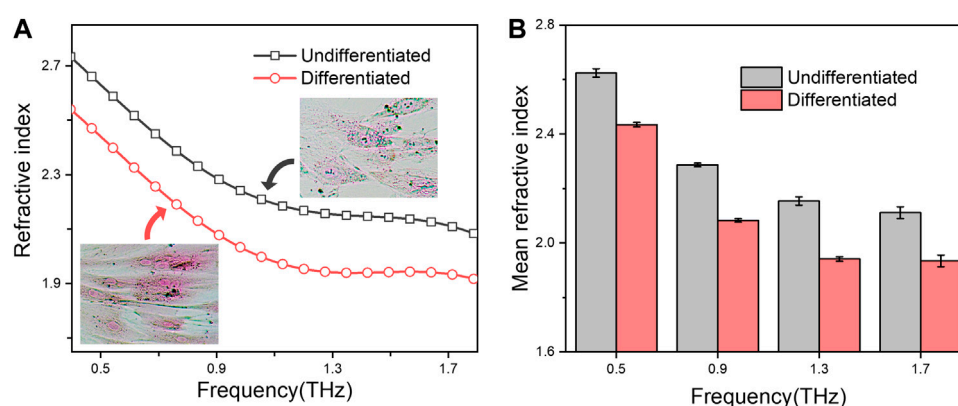 A
Refractive index
2.7
2.3
1.9
Undifferentiated
Differentiated
0.5 0.9 1.3 1.7
Frequency(THz)
B
Mean refractive index
2.8
2.4
2.0
1.6
Undifferentiated
Differentiated
0.5 0.9 1.3 1.7
Frequency(THz)